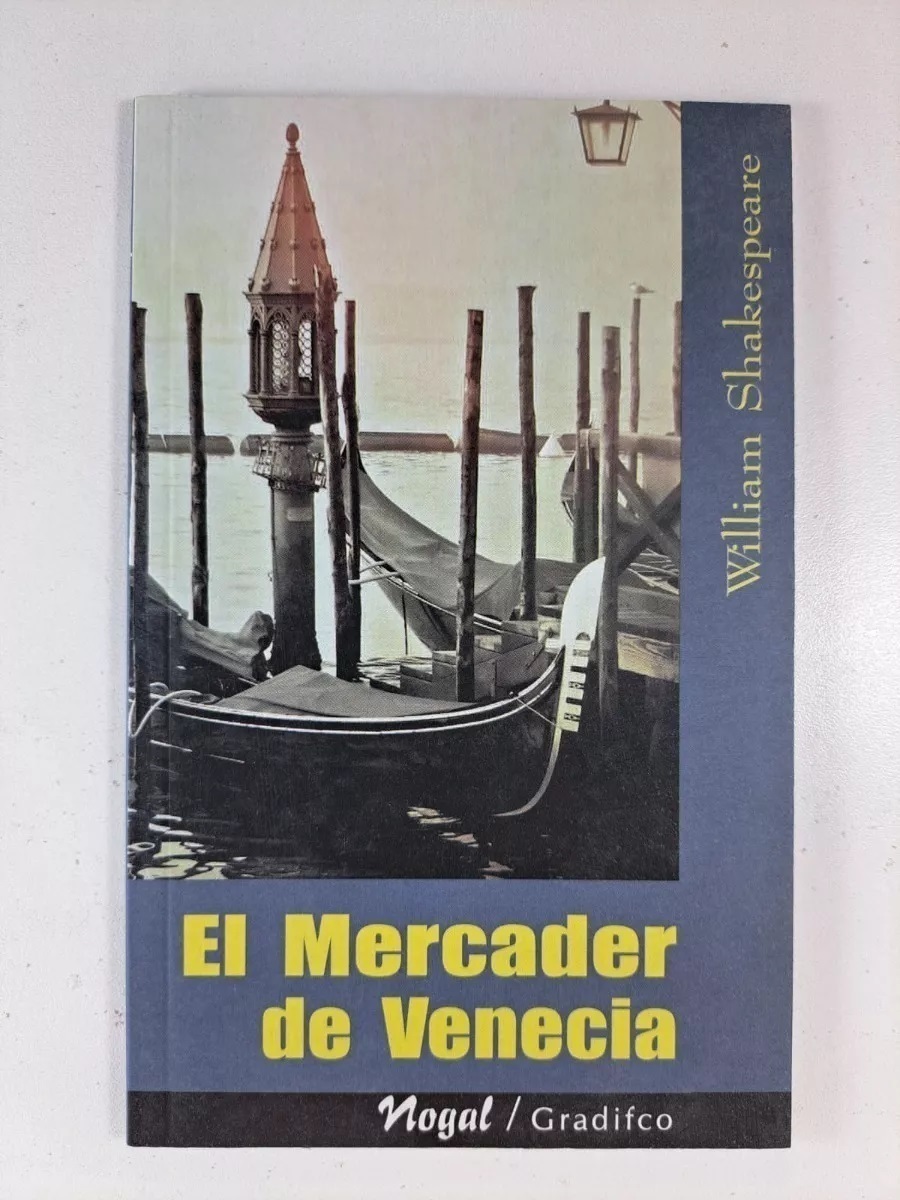 William Shakespeare
El Mercader
de Venecia
Nogal / Gradifco